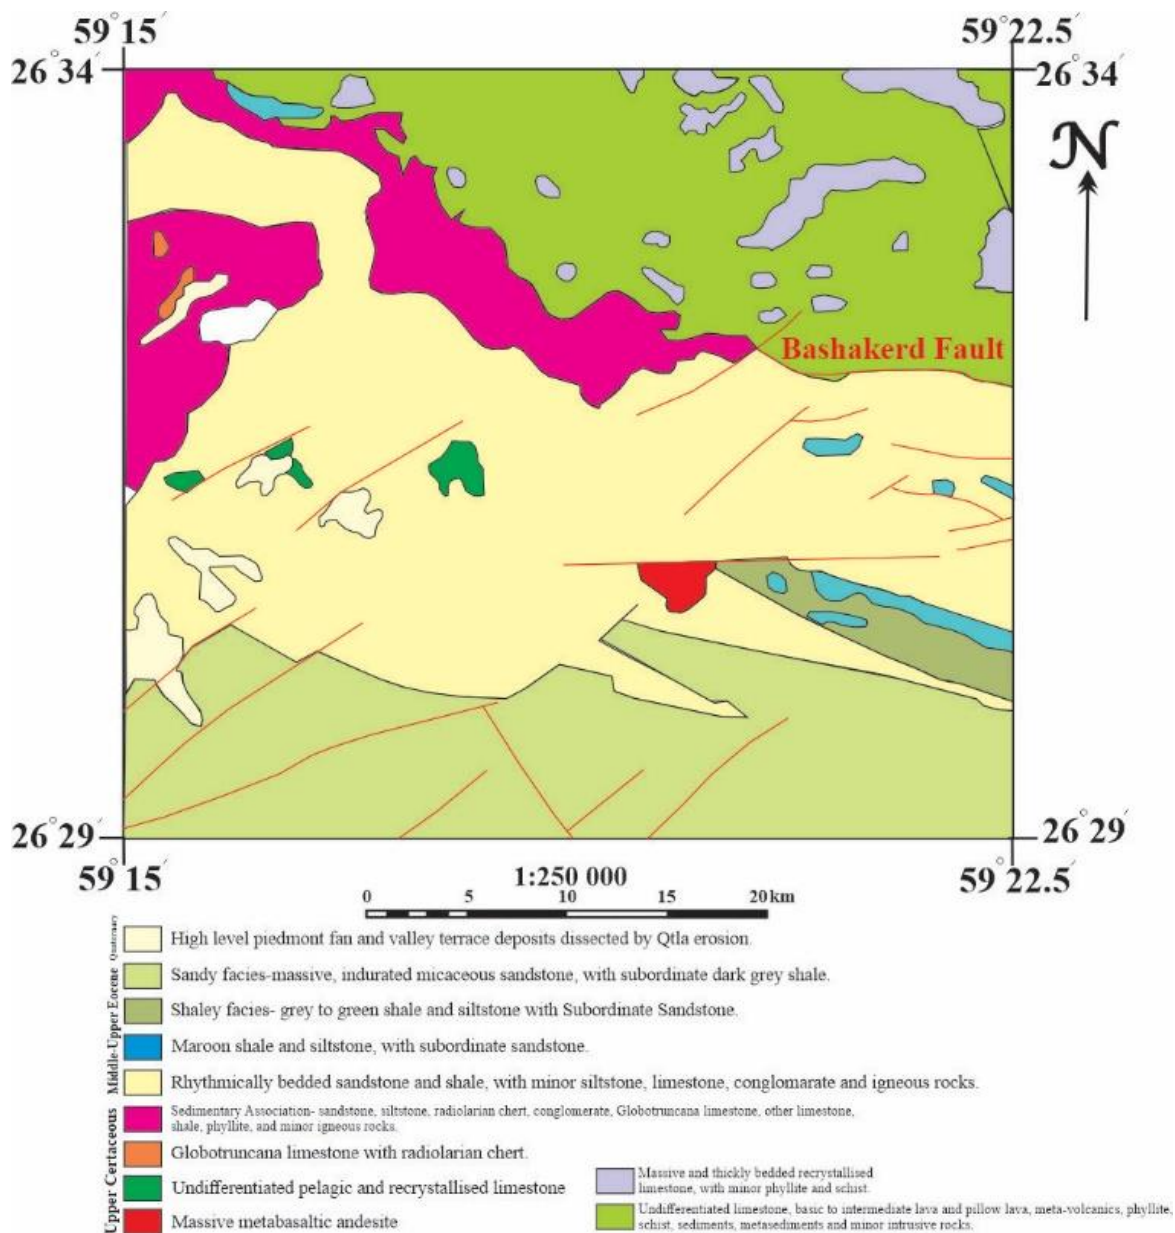 59°15′ 59°22.5′
26°34′ 26°34′
N
Bashakerd Fault
26°29′ 26°29′
59°15′ 1:250 000 59°22.5′
0 5 10 15 20 km
Quaternary
High level piedmont fan and valley terrace deposits dissected by Qtla erosion.
Middle-Upper Eocene
Sandy facies-massive, indurated micaceous sandstone, with subordinate dark grey shale.
Shaley facies- grey to green shale and siltstone with Subordinate Sandstone.
Maroon shale and siltstone, with subordinate sandstone.
Rhythmically bedded sandstone and shale, with minor siltstone, limestone, conglomarate and igneous rocks.
Upper Certaceous
Sedimentary Association- sandstone, siltstone, radiolarian chert, conglomerate, Globotruncana limestone, other limestone,
shale, phyllite, and minor igneous rocks.
Globotruncana limestone with radiolarian chert.
Undifferentiated pelagic and recrystallised limestone
Massive metabasaltic andesite
Massive and thickly bedded recrystallised
limestone, with minor phyllite and schist.
Undifferentiated limestone, basic to intermediate lava and pillow lava, meta-volcanics, phyllite,
schist, sediments, metasediments and minor intrusive rocks.